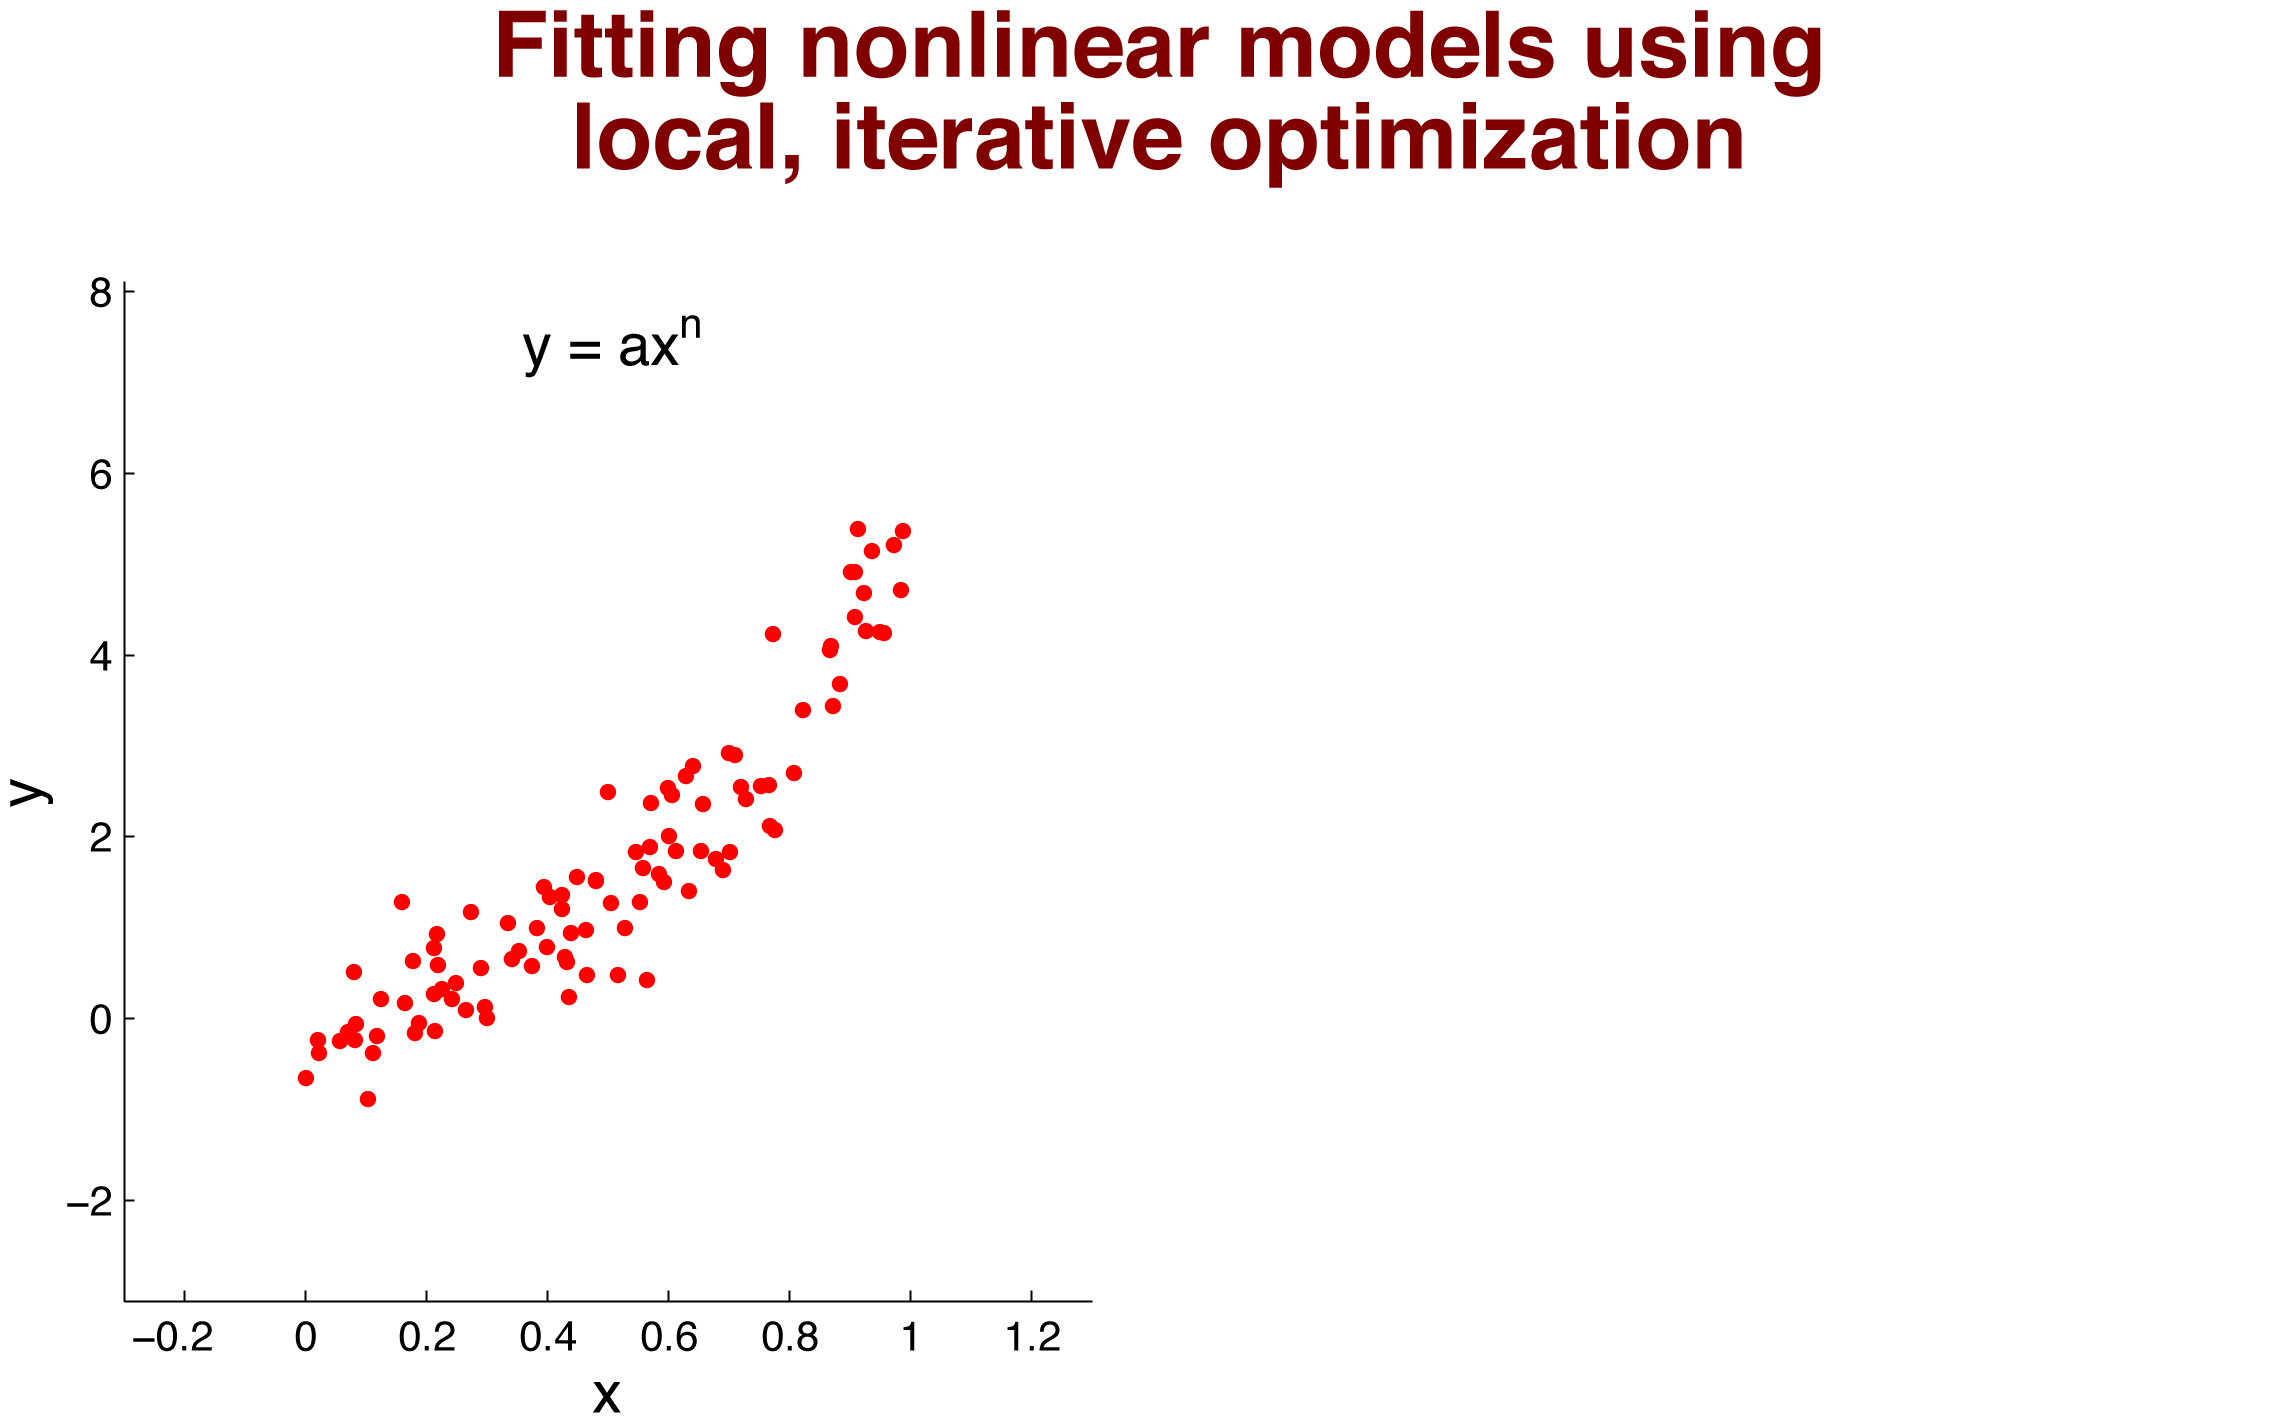 Fitting nonlinear models using
local, iterative optimization
y = axⁿ
8
6
4
2
0
−2
y
−0.2 0 0.2 0.4 0.6 0.8 1 1.2
x